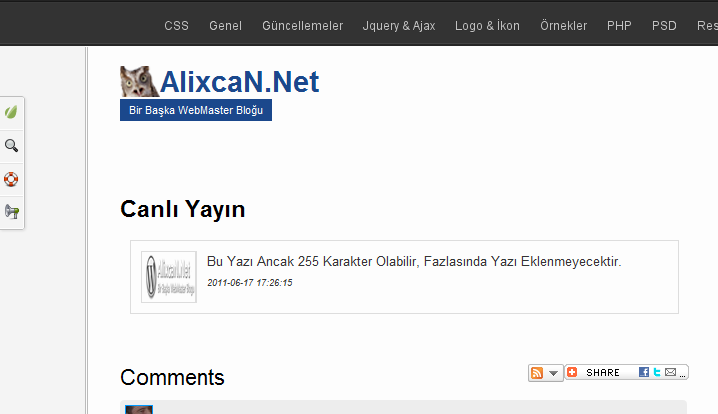 CSS Genel Güncellemeler Jquery & Ajax Logo & İkon Örnekler PHP PSD Res
AlixcaN.Net
Bir Başka WebMaster Bloğu
Canlı Yayın
AlixcaN.Net
Bir Başka WebMaster Blogu
Bu Yazı Ancak 255 Karakter Olabilir, Fazlasında Yazı Eklenmeyecektir.
2011-06-17 17:26:15
Comments
SHARE ...